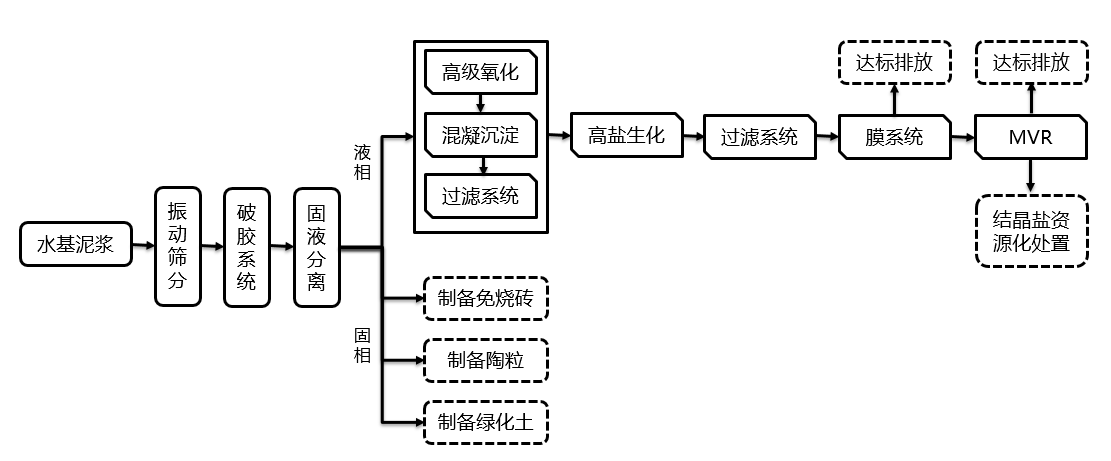 水基泥浆
振动筛分
破胶系统
固液分离
液相
固相
高级氧化
混凝沉淀
过滤系统
高盐生化
过滤系统
膜系统
MVR
达标排放
达标排放
结晶盐资
源化处置
制备免烧砖
制备陶粒
制备绿化土